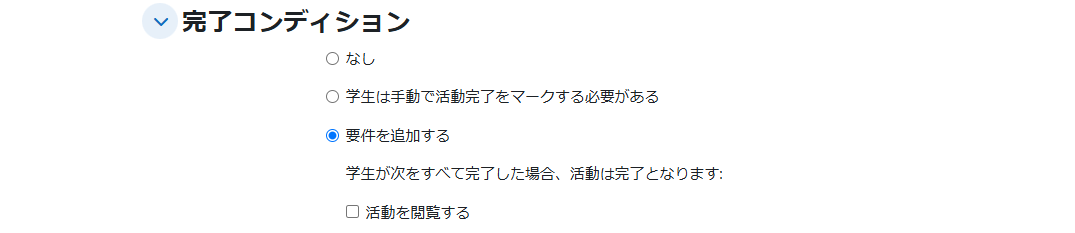 完了コンディション
なし
学生は手動で活動完了をマークする必要がある
要件を追加する
学生が次をすべて完了した場合、活動は完了となります:
活動を閲覧する